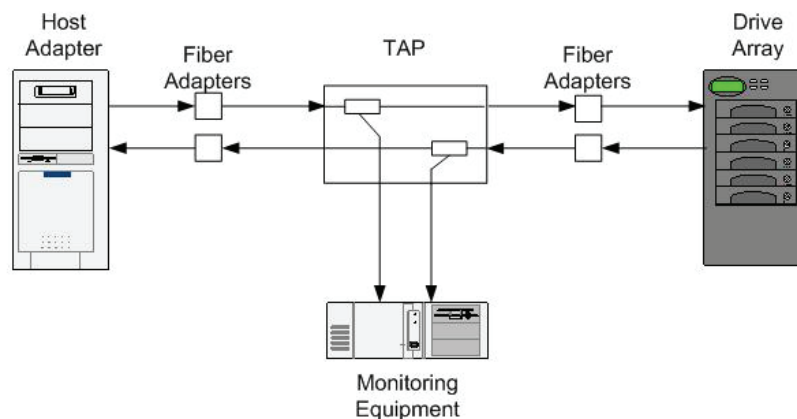 Host
Adapter
Fiber
Adapters
TAP
Fiber
Adapters
Drive
Array
Monitoring
Equipment